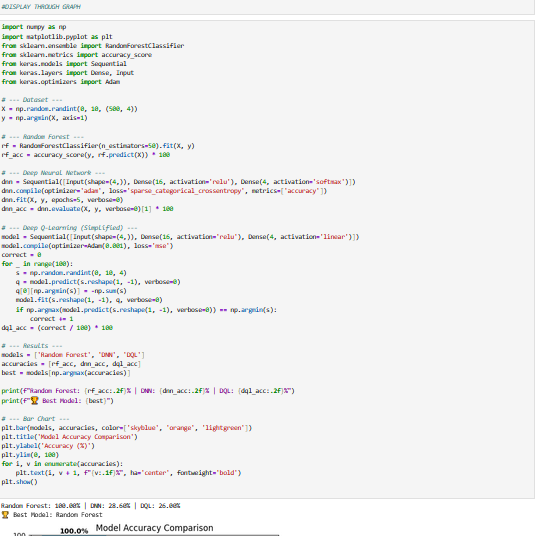 #DISPLAY THROUGH GRAPH
import numpy as np
import matplotlib.pyplot as plt
from sklearn.ensemble import RandomForestClassifier
from sklearn.metrics import accuracy_score
from keras.models import Sequential
from keras.layers import Dense, Input
from keras.optimizers import Adam
# --- Dataset ---
X = np.random.randint(0, 10, (500, 4))
y = np.argmin(X, axis=1)
# --- Random Forest ---
rf = RandomForestClassifier(n_estimators=50).fit(X, y)
rf_acc = accuracy_score(y, rf.predict(X)) * 100
# --- Deep Neural Network ---
dnn = Sequential([Input(shape=(4,)), Dense(16, activation='relu'), Dense(4, activation='softmax')])
dnn.compile(optimizer='adam', loss='sparse_categorical_crossentropy', metrics=['accuracy'])
dnn.fit(X, y, epochs=5, verbose=0)
dnn_acc = dnn.evaluate(X, y, verbose=0)[1] * 100
# --- Deep Q-Learning (Simplified) ---
model = Sequential([Input(shape=(4,)), Dense(16, activation='relu'), Dense(4, activation='linear')])
model.compile(optimizer=Adam(0.001), loss='mse')
correct = 0
for _ in range(100):
    s = np.random.randint(0, 10, 4)
    q = model.predict(s.reshape(1, -1), verbose=0)
    q[0][np.argmin(s)] = -np.sum(s)
    model.fit(s.reshape(1, -1), q, verbose=0)
    if np.argmax(model.predict(s.reshape(1, -1), verbose=0)) == np.argmin(s):
        correct += 1
dql_acc = (correct / 100) * 100
# --- Results ---
models = ['Random Forest', 'DNN', 'DQL']
accuracies = [rf_acc, dnn_acc, dql_acc]
best = models[np.argmax(accuracies)]
print(f"Random Forest: {rf_acc:.2f}% | DNN: {dnn_acc:.2f}% | DQL: {dql_acc:.2f}%")
print(f"🏆 Best Model: {best}")
# --- Bar Chart ---
plt.bar(models, accuracies, color=['skyblue', 'orange', 'lightgreen'])
plt.title('Model Accuracy Comparison')
plt.ylabel('Accuracy (%)')
plt.ylim(0, 100)
for i, v in enumerate(accuracies):
    plt.text(i, v + 1, f"{v:.1f}%", ha='center', fontweight='bold')
plt.show()
Random Forest: 100.00% | DNN: 28.60% | DQL: 26.00%
🏆 Best Model: Random Forest
100.0% Model Accuracy Comparison
100